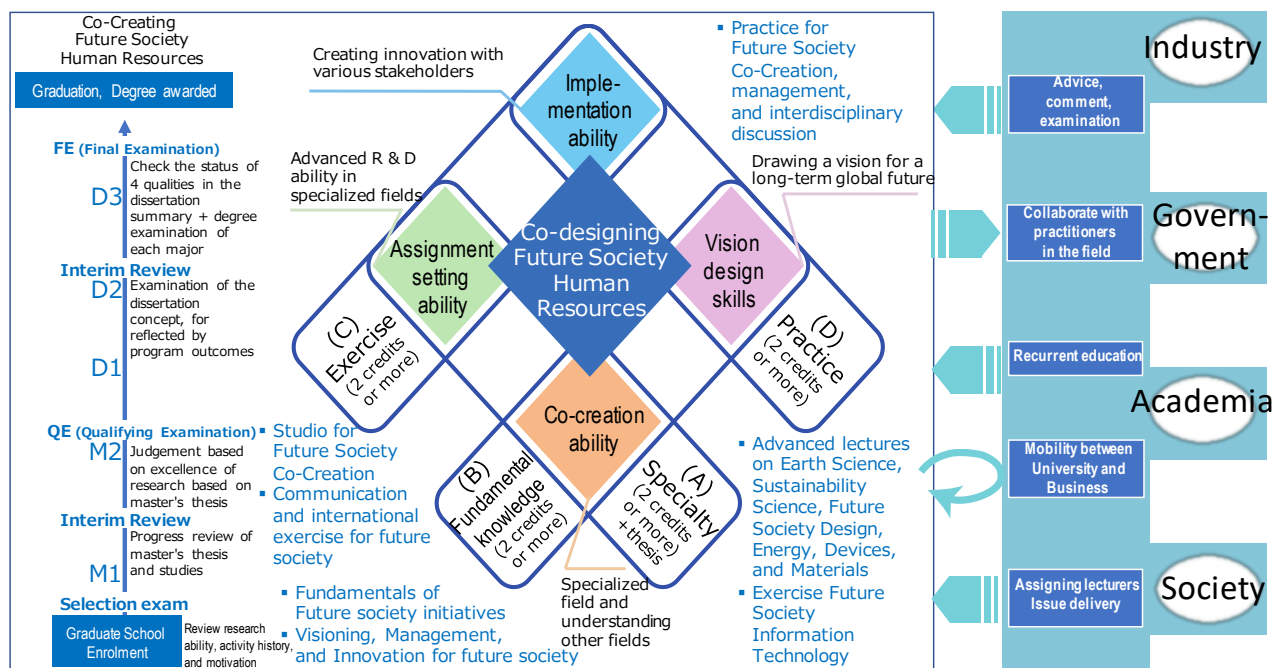 Co-Creating
Future Society
Human Resources
Graduation, Degree awarded
FE (Final Examination)
D3
Check the status of
4 qualities in the
dissertation
summary + degree
examination of
each major
Interim Review
D2
Examination of the
dissertation
concept, for
reflected by
program outcomes
D1
QE (Qualifying Examination)
M2
Judgement based
on excellence of
research based on
master's thesis
Interim Review
Progress review of
master's thesis
and studies
M1
Selection exam
Graduate School
Enrolment
Review research
ability, activity history,
and motivation
Creating innovation with
various stakeholders
Advanced R & D
ability in
specialized fields
Imple-
mentation
ability
Assignment
setting
ability
Co-designing
Future Society
Human
Resources
Vision
design
skills
Co-creation
ability
(C)
Exercise
(2 credits
or more)
(B)
Fundamental
knowledge
(2 credits
or more)
(A)
Specialty
(2 credits
or more)
+thesis
(D)
Practice
(2 credits
or more)
▪ Practice for
Future Society
Co-Creation,
management,
and interdisciplinary
discussion
Drawing a vision for a
long-term global future
▪ Studio for
Future Society
Co-Creation
▪ Communication
and international
exercise for future
society
▪ Fundamentals of
Future society initiatives
▪ Visioning, Management,
and Innovation for future society
Specialized
field and
understanding
other fields
▪ Advanced lectures
on Earth Science,
Sustainability
Science, Future
Society Design,
Energy, Devices,
and Materials
▪ Exercise Future
Society
Information
Technology
Industry
Advice,
comment,
examination
Govern-
ment
Collaborate with
practitioners
in the field
Recurrent education
Academia
Mobility between
University and
Business
Society
Assigning lecturers
Issue delivery